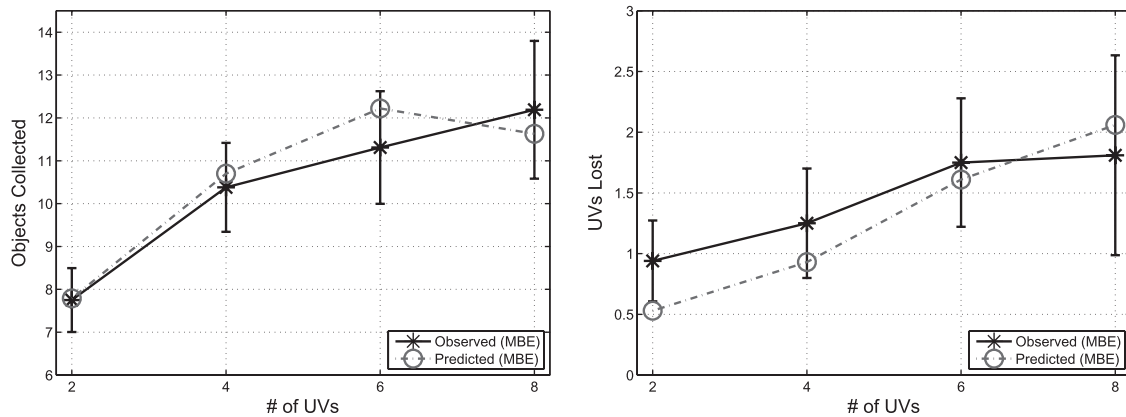 14
13
12
11
10
9
8
7
6
Objects Collected
2 4 6 8
# of UVs
Observed (MBE)
Predicted (MBE)
3
2.5
2
1.5
1
0.5
0
UVs Lost
2 4 6 8
# of UVs
Observed (MBE)
Predicted (MBE)